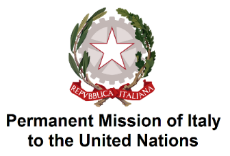 REPVBBLICA ITALIANA
Permanent Mission of Italy
to the United Nations